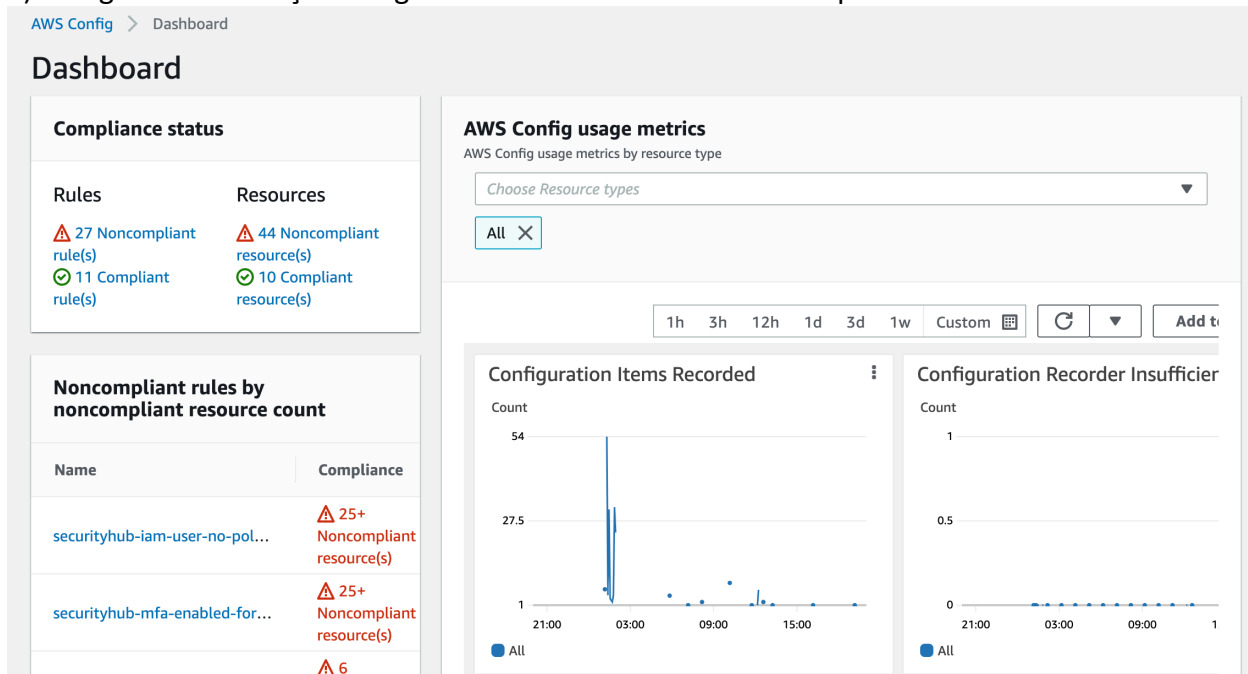 AWS Config > Dashboard
Dashboard
Compliance status
Rules
27 Noncompliant
rule(s)
11 Compliant
rule(s)
Resources
44 Noncompliant
resource(s)
10 Compliant
resource(s)
Noncompliant rules by
noncompliant resource count
Name Compliance
securityhub-iam-user-no-pol...
25+
Noncompliant
resource(s)
securityhub-mfa-enabled-for...
25+
Noncompliant
resource(s)
6
AWS Config usage metrics
AWS Config usage metrics by resource type
Choose Resource types
All
1h 3h 12h 1d 3d 1w Custom
Add
Configuration Items Recorded
Count
54
27.5
1
21:00 03:00 09:00 15:00
All
Configuration Recorder Insufficien
Count
1
0.5
0
21:00 03:00 09:00 1
All